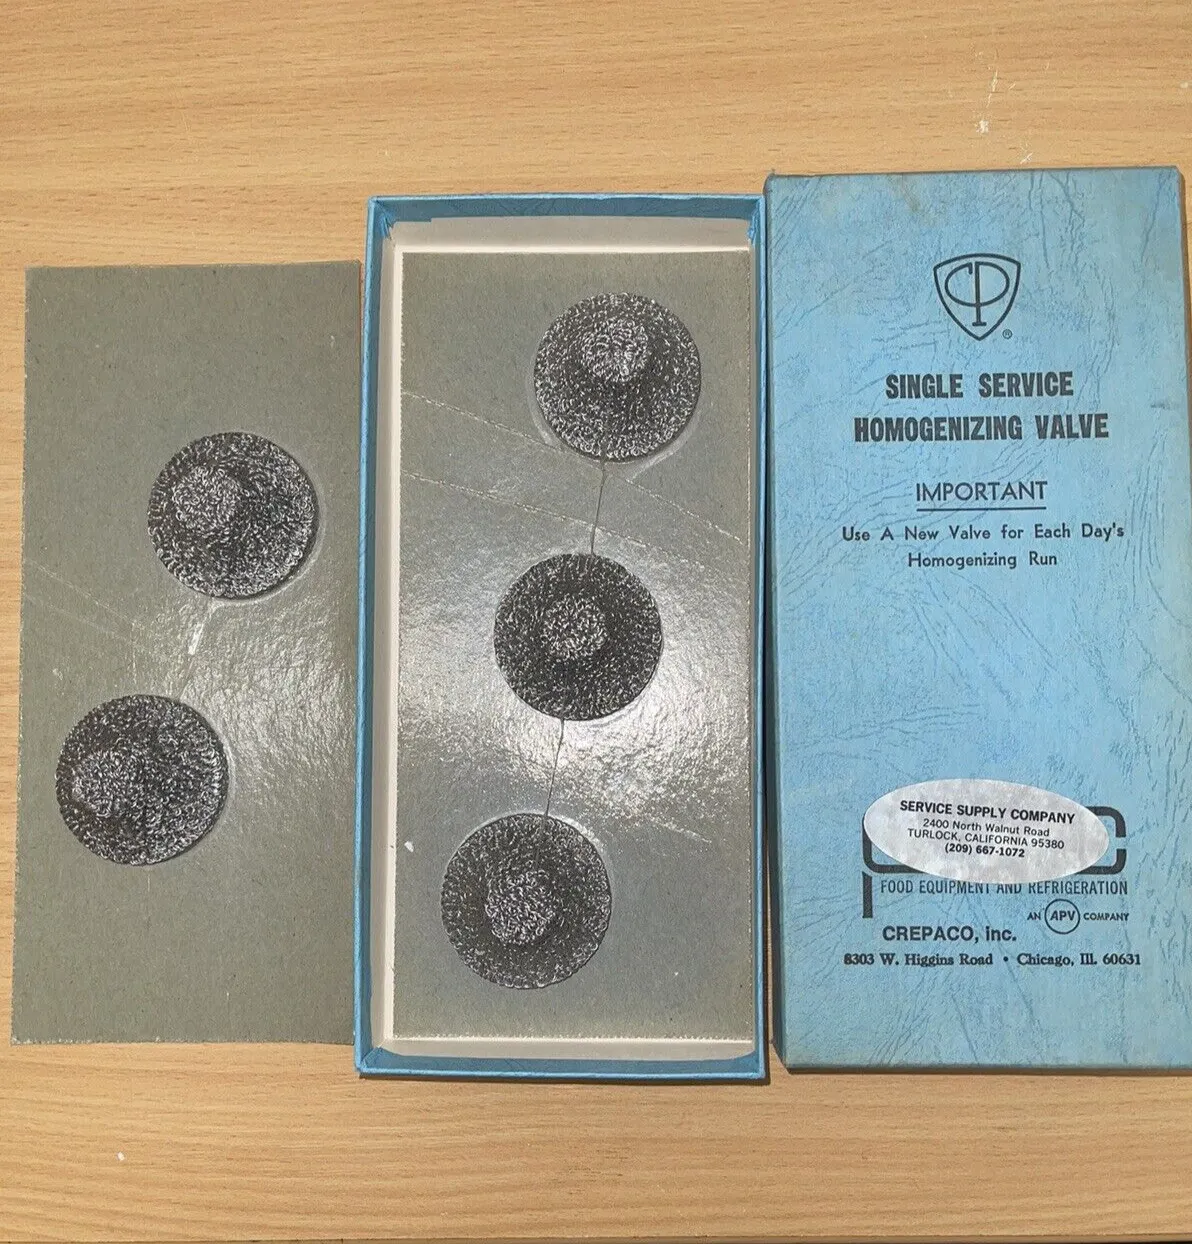 CP
®
SINGLE SERVICE
HOMOGENIZING VALVE
IMPORTANT
Use A New Valve for Each Day's
Homogenizing Run
SERVICE SUPPLY COMPANY
2400 North Walnut Road
TURLOCK, CALIFORNIA 95380
(209) 667-1072
FOOD EQUIPMENT AND REFRIGERATION
AN APV COMPANY
CREPACO, inc.
8303 W. Higgins Road • Chicago, Ill. 60631